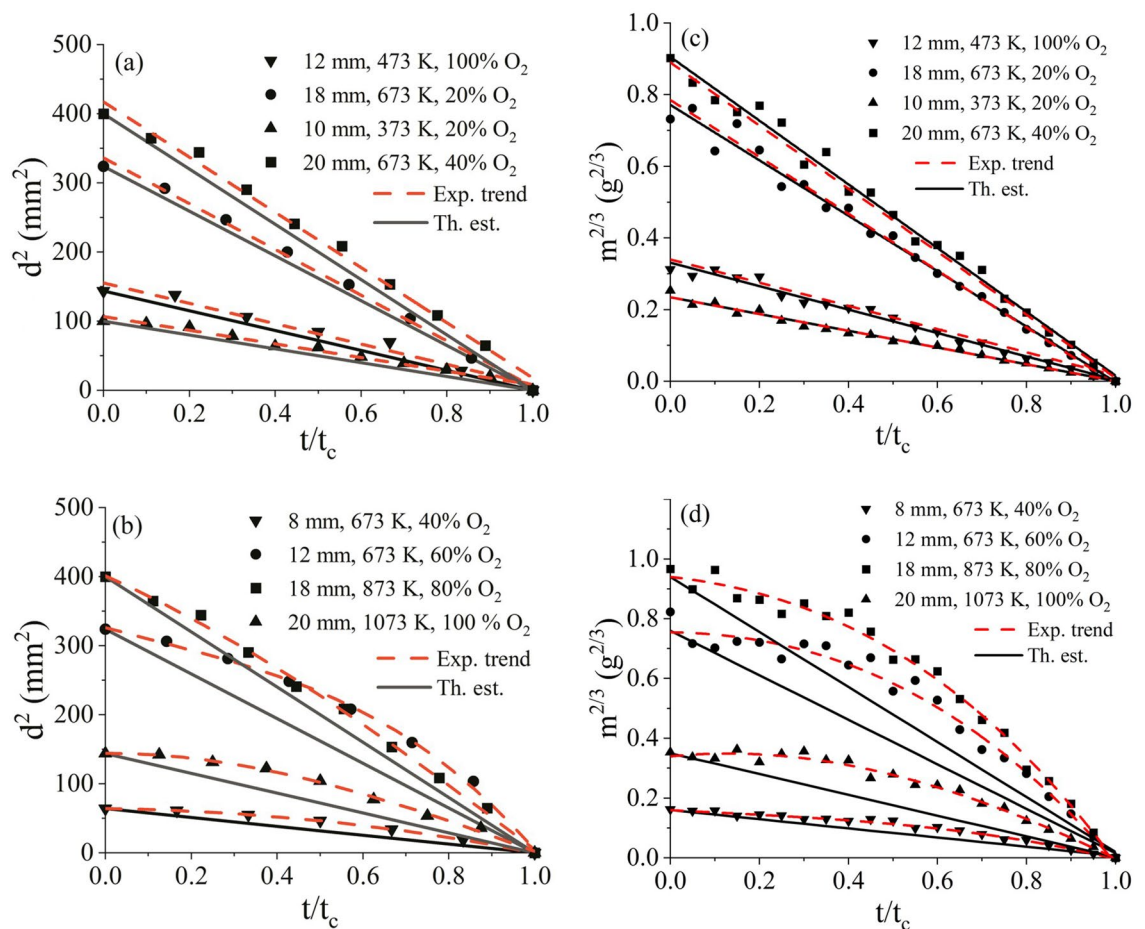 (a)
500
400
300
200
100
0
d² (mm²)
12 mm, 473 K, 100% O₂
18 mm, 673 K, 20% O₂
10 mm, 373 K, 20% O₂
20 mm, 673 K, 40% O₂
Exp. trend
Th. est.
0.0 0.2 0.4 0.6 0.8 1.0
t/t_c
(c)
1.0
0.8
0.6
0.4
0.2
0.0
m^{2/3} (g^{2/3})
12 mm, 473 K, 100% O₂
18 mm, 673 K, 20% O₂
10 mm, 373 K, 20% O₂
20 mm, 673 K, 40% O₂
Exp. trend
Th. est.
0.0 0.2 0.4 0.6 0.8 1.0
t/t_c
(b)
500
400
300
200
100
0
d² (mm²)
8 mm, 673 K, 40% O₂
12 mm, 673 K, 60% O₂
18 mm, 873 K, 80% O₂
20 mm, 1073 K, 100 % O₂
Exp. trend
Th. est.
0.0 0.2 0.4 0.6 0.8 1.0
t/t_c
(d)
1.0
0.8
0.6
0.4
0.2
0.0
m^{2/3} (g^{2/3})
8 mm, 673 K, 40% O₂
12 mm, 673 K, 60% O₂
18 mm, 873 K, 80% O₂
20 mm, 1073 K, 100% O₂
Exp. trend
Th. est.
0.0 0.2 0.4 0.6 0.8 1.0
t/t_c